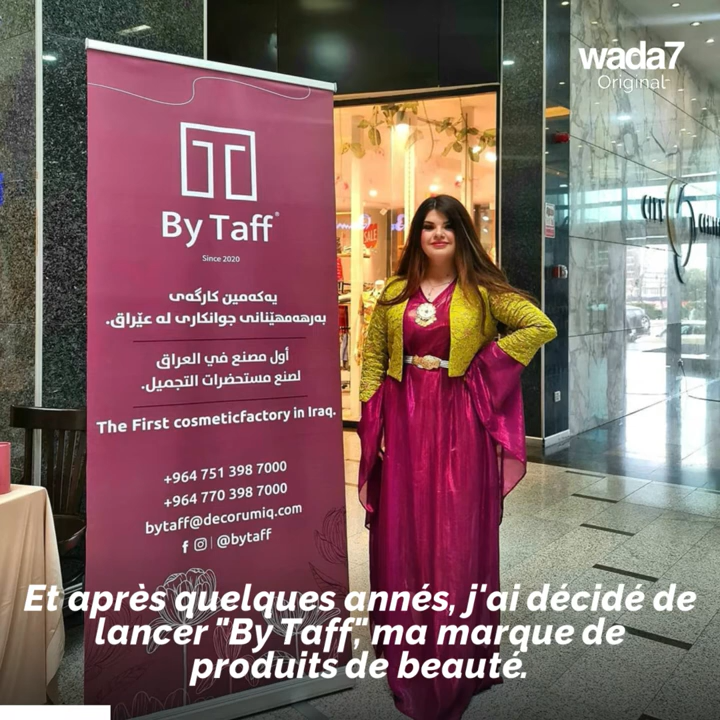 wada7
Original
By Taff
Since 2020
یەکەمین کارگەی
بەرهەمهێنانی جوانکاری لە عێراق.
أول مصنع في العراق
لصنع مستحضرات التجميل.
The First cosmeticfactory in Iraq.
+964 751 398 7000
+964 770 398 7000
bytaff@decorumiq.com
@bytaff
Et après quelques annés, j'ai décidé de
lancer "By Taff", ma marque de
produits de beauté.